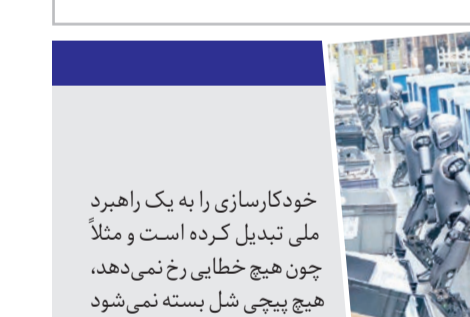 خودکارسازی را به یک راهبرد
ملی تبدیل کرده است و مثلاً
چون هیچ خطایی رخ نمی‌دهد،
هیچ پیچی شل بسته نمی‌شود